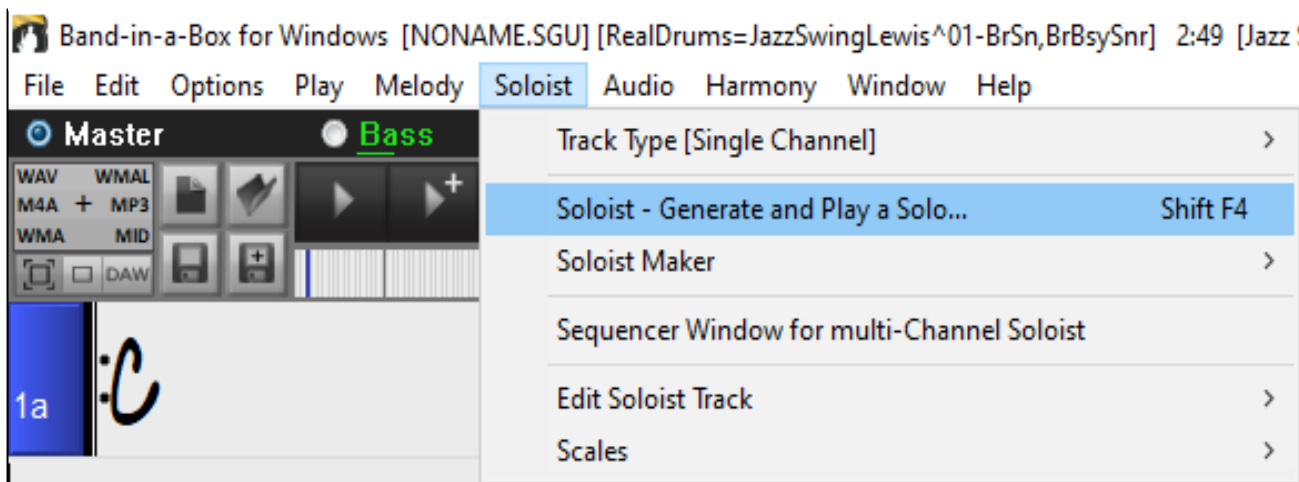 Band-in-a-Box for Windows [NONAME.SGU] [RealDrums=JazzSwingLewis^01-BrSn,BrBsySnr] 2:49 [Jazz
File Edit Options Play Melody Soloist Audio Harmony Window Help
Master Bass
Track Type [Single Channel] >
WAV WMAL
M4A + MP3
WMA MID
DAW
Soloist - Generate and Play a Solo... Shift F4
Soloist Maker >
Sequencer Window for multi-Channel Soloist
1a C
Edit Soloist Track >
Scales >